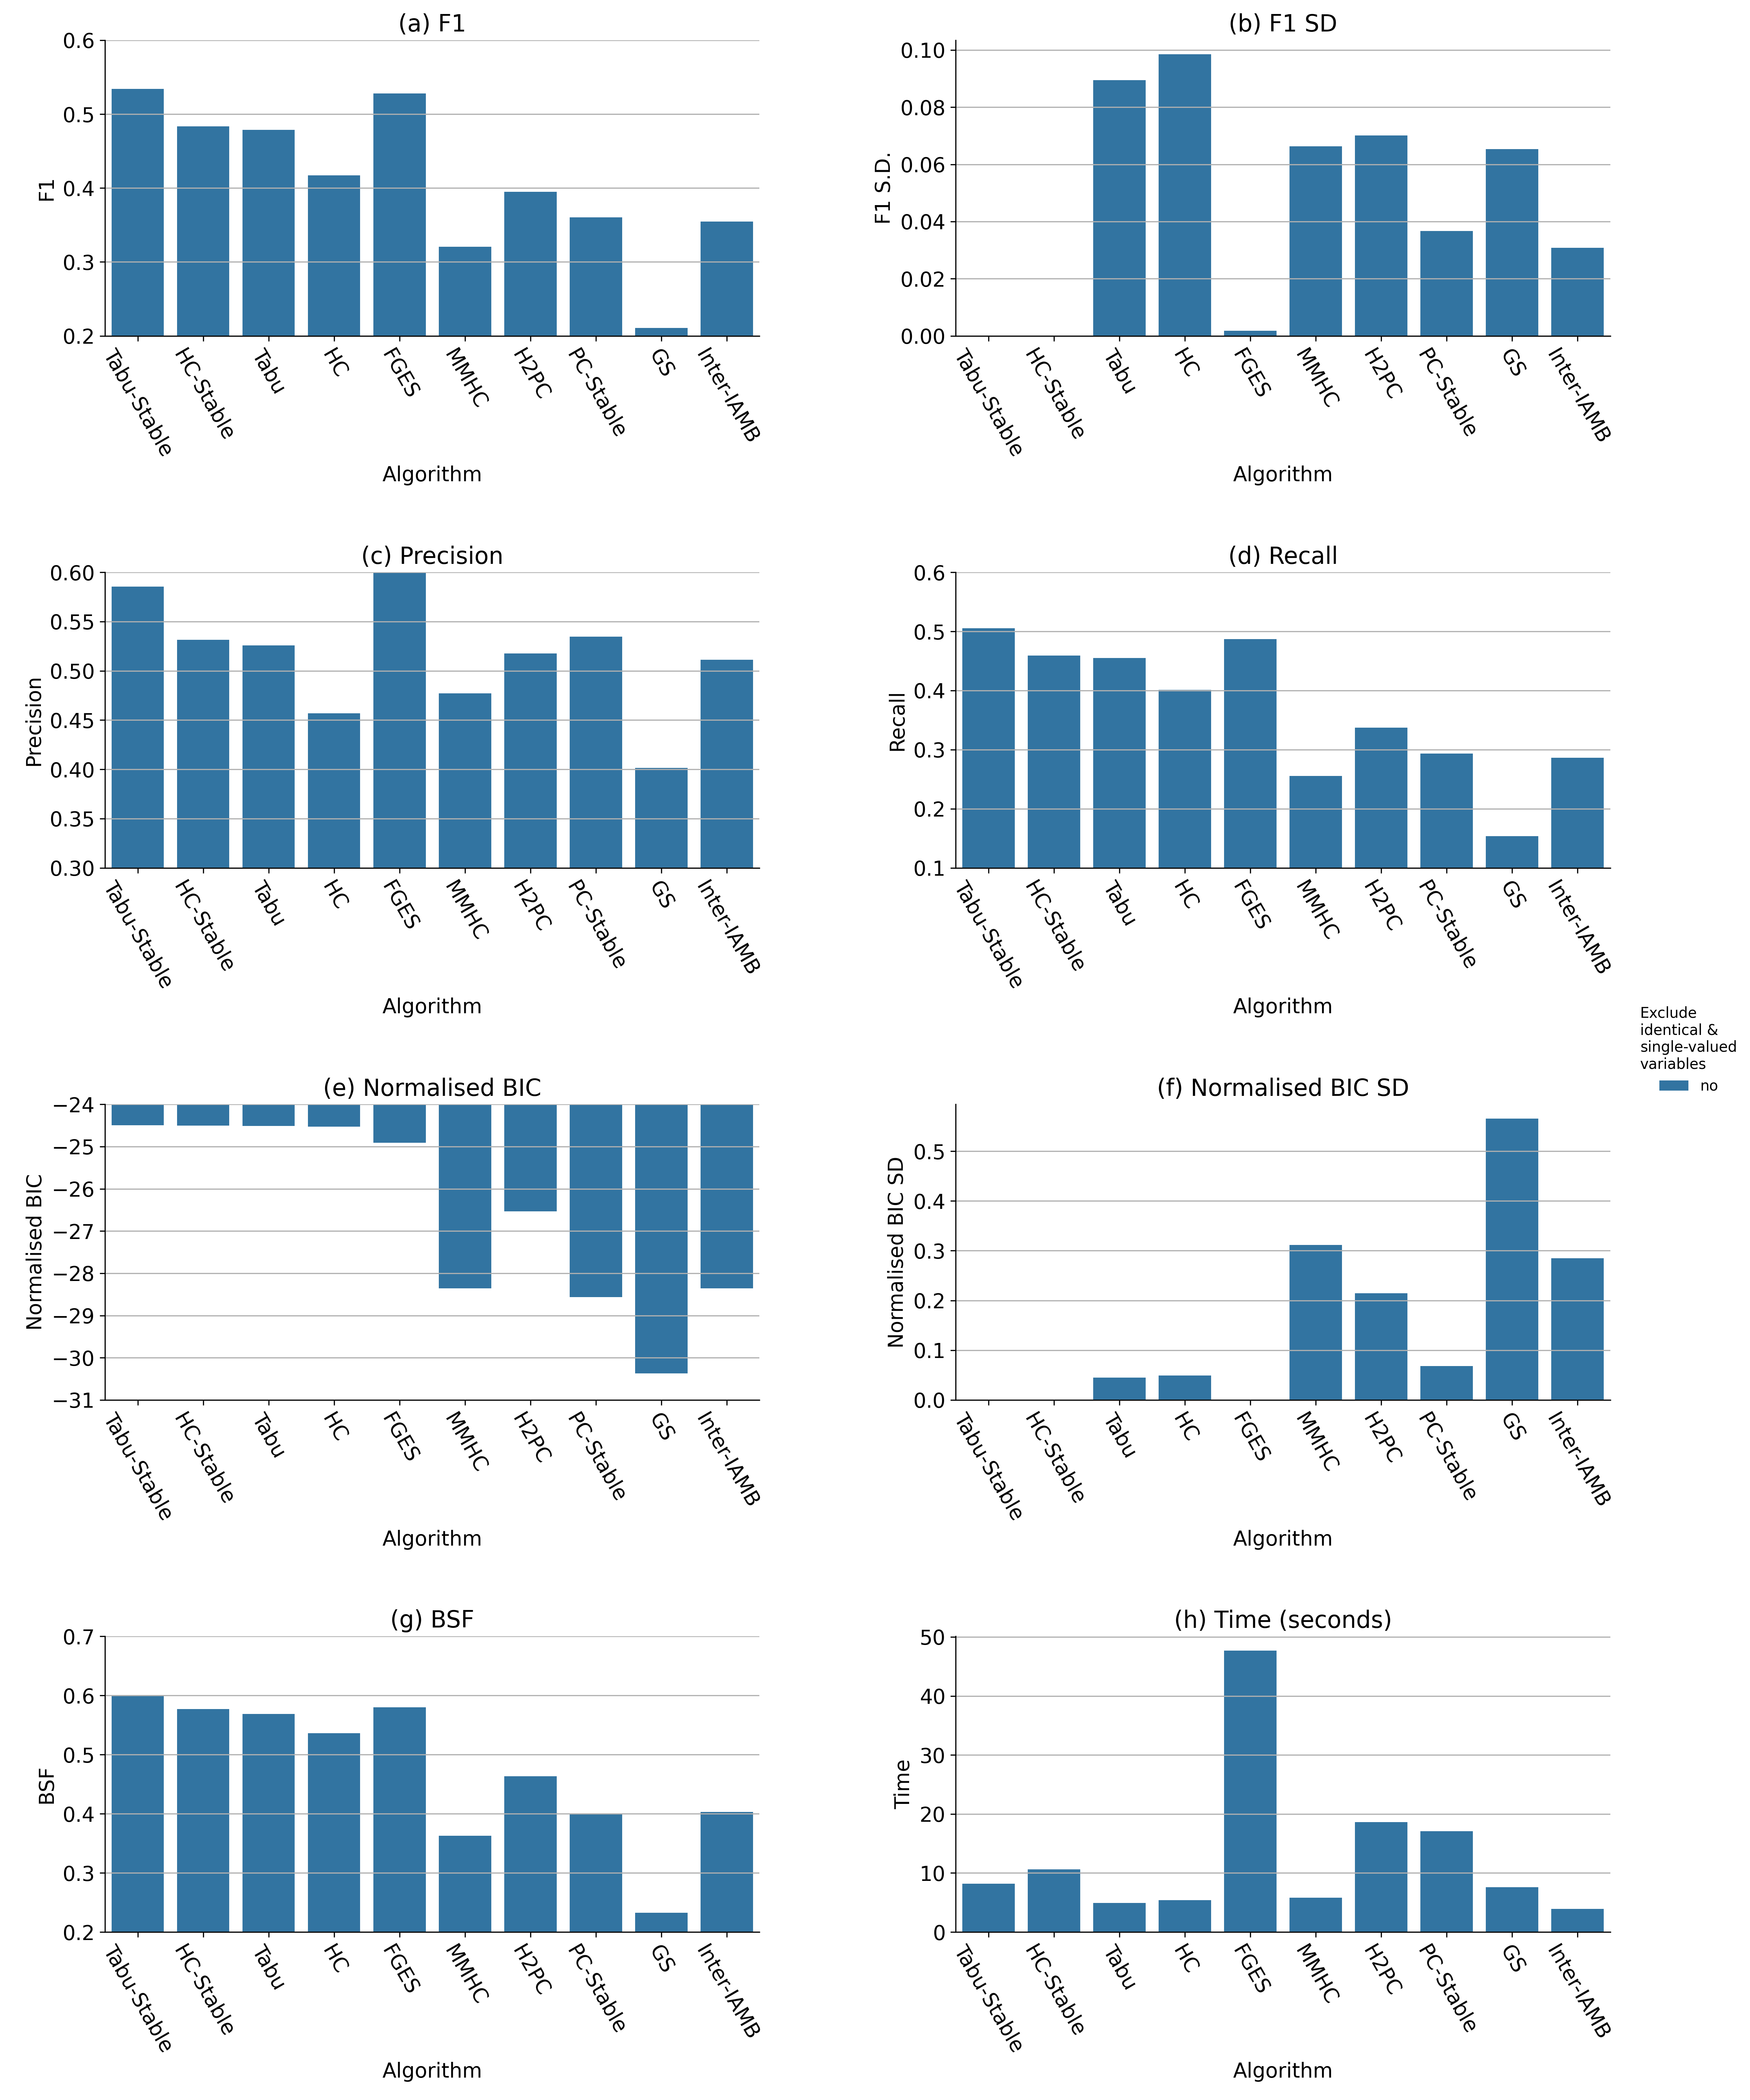 (a) F1
0.6
0.5
0.4
0.3
0.2
F1
Tabu-Stable
HC-Stable
Tabu
HC
FGES
MMHC
H2PC
PC-Stable
GS
Inter-IAMB
Algorithm
(b) F1 SD
0.10
0.08
0.06
0.04
0.02
0.00
F1 S.D.
Tabu-Stable
HC-Stable
Tabu
HC
FGES
MMHC
H2PC
PC-Stable
GS
Inter-IAMB
Algorithm
(c) Precision
0.60
0.55
0.50
0.45
0.40
0.35
0.30
Precision
Tabu-Stable
HC-Stable
Tabu
HC
FGES
MMHC
H2PC
PC-Stable
GS
Inter-IAMB
Algorithm
(d) Recall
0.6
0.5
0.4
0.3
0.2
0.1
Recall
Tabu-Stable
HC-Stable
Tabu
HC
FGES
MMHC
H2PC
PC-Stable
GS
Inter-IAMB
Algorithm
Exclude
identical &
single-valued
variables
no
(e) Normalised BIC
−24
−25
−26
−27
−28
−29
−30
−31
Normalised BIC
Tabu-Stable
HC-Stable
Tabu
HC
FGES
MMHC
H2PC
PC-Stable
GS
Inter-IAMB
Algorithm
(f) Normalised BIC SD
0.5
0.4
0.3
0.2
0.1
0.0
Normalised BIC SD
Tabu-Stable
HC-Stable
Tabu
HC
FGES
MMHC
H2PC
PC-Stable
GS
Inter-IAMB
Algorithm
(g) BSF
0.7
0.6
0.5
0.4
0.3
0.2
BSF
Tabu-Stable
HC-Stable
Tabu
HC
FGES
MMHC
H2PC
PC-Stable
GS
Inter-IAMB
Algorithm
(h) Time (seconds)
50
40
30
20
10
0
Time
Tabu-Stable
HC-Stable
Tabu
HC
FGES
MMHC
H2PC
PC-Stable
GS
Inter-IAMB
Algorithm